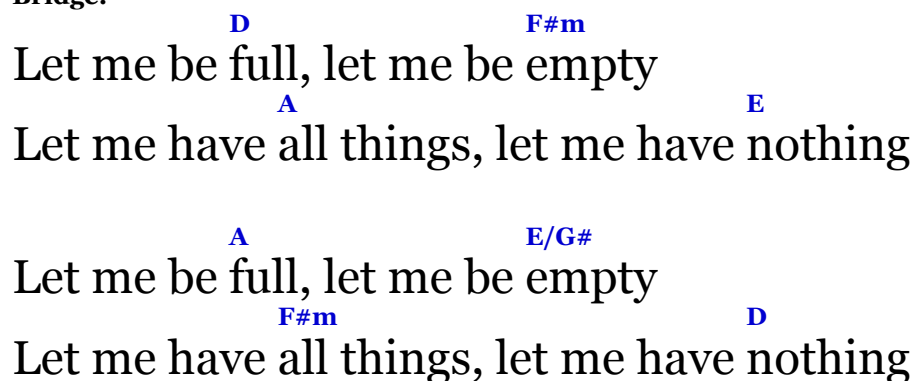 Bridge:
D F#m
Let me be full, let me be empty
A E
Let me have all things, let me have nothing
A E/G#
Let me be full, let me be empty
F#m D
Let me have all things, let me have nothing